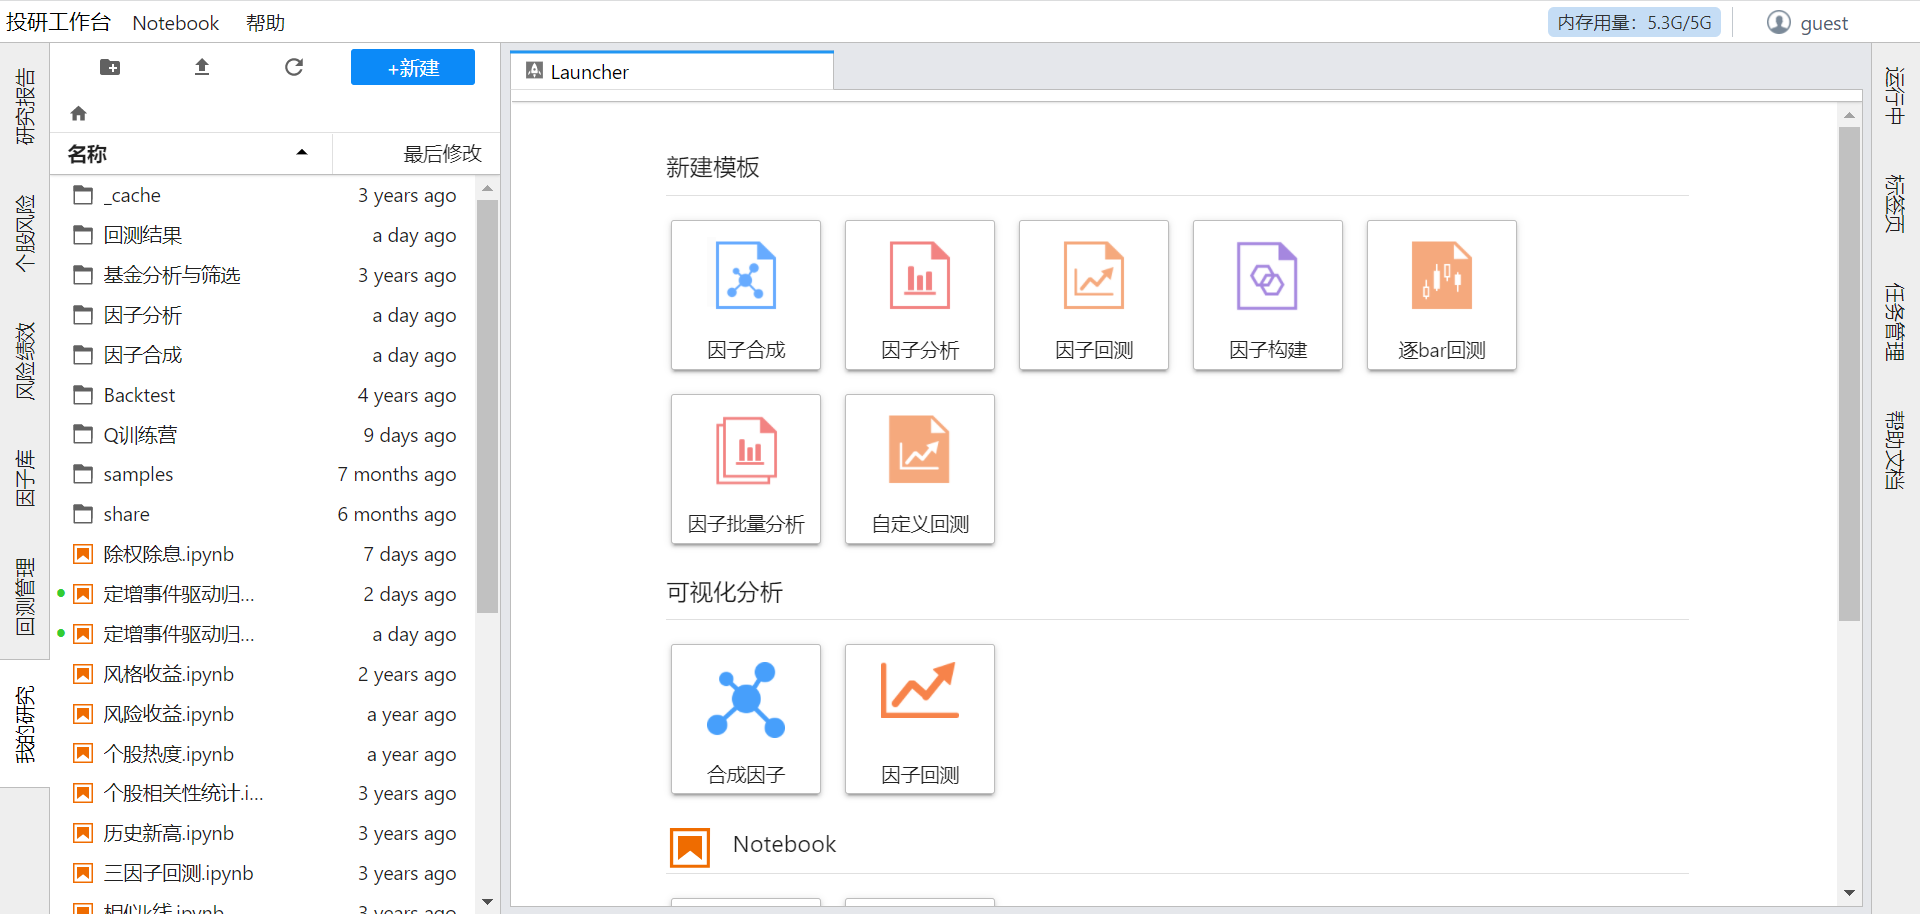 投研工作台 Notebook 帮助
内存用量：5.3G/5G guest
研究报告
个股风险
风险绩效
因子库
回测管理
我的研究
+新建
名称 最后修改
_cache 3 years ago
回测结果 a day ago
基金分析与筛选 3 years ago
因子分析 a day ago
因子合成 a day ago
Backtest 4 years ago
Q训练营 9 days ago
samples 7 months ago
share 6 months ago
除权除息.ipynb 7 days ago
定增事件驱动归... 2 days ago
定增事件驱动归... a day ago
风格收益.ipynb 2 years ago
风险收益.ipynb a year ago
个股热度.ipynb a year ago
个股相关性统计.i... 3 years ago
历史新高.ipynb 3 years ago
三因子回测.ipynb 3 years ago
相似k线.ipynb 3 years ago
Launcher
新建模板
因子合成 因子分析 因子回测 因子构建 逐bar回测
因子批量分析 自定义回测
可视化分析
合成因子 因子回测
Notebook
运行中
标签页
任务管理
帮助文档